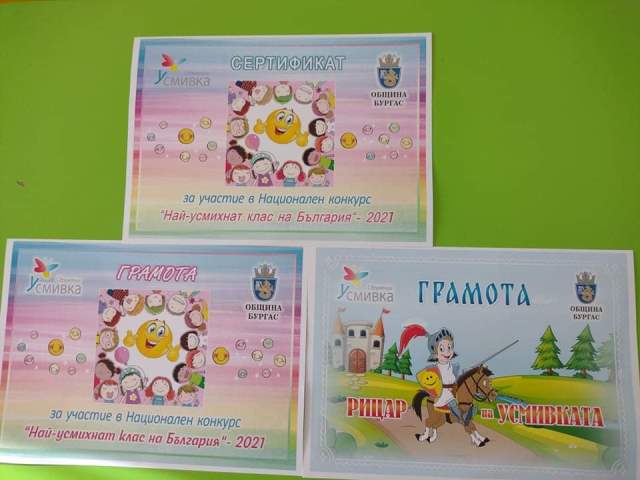 Усмивка
СЕРТИФИКАТ
ОБЩИНА
БУРГАС
за участие в Национален конкурс
"Най-усмихнат клас на България"- 2021
Усмивка
ГРАМОТА
ОБЩИНА
БУРГАС
за участие в Национален конкурс
"Най-усмихнат клас на България"- 2021
Усмивка
ГРАМОТА
ОБЩИНА
БУРГАС
РИЦАР на УСМИВКАТА